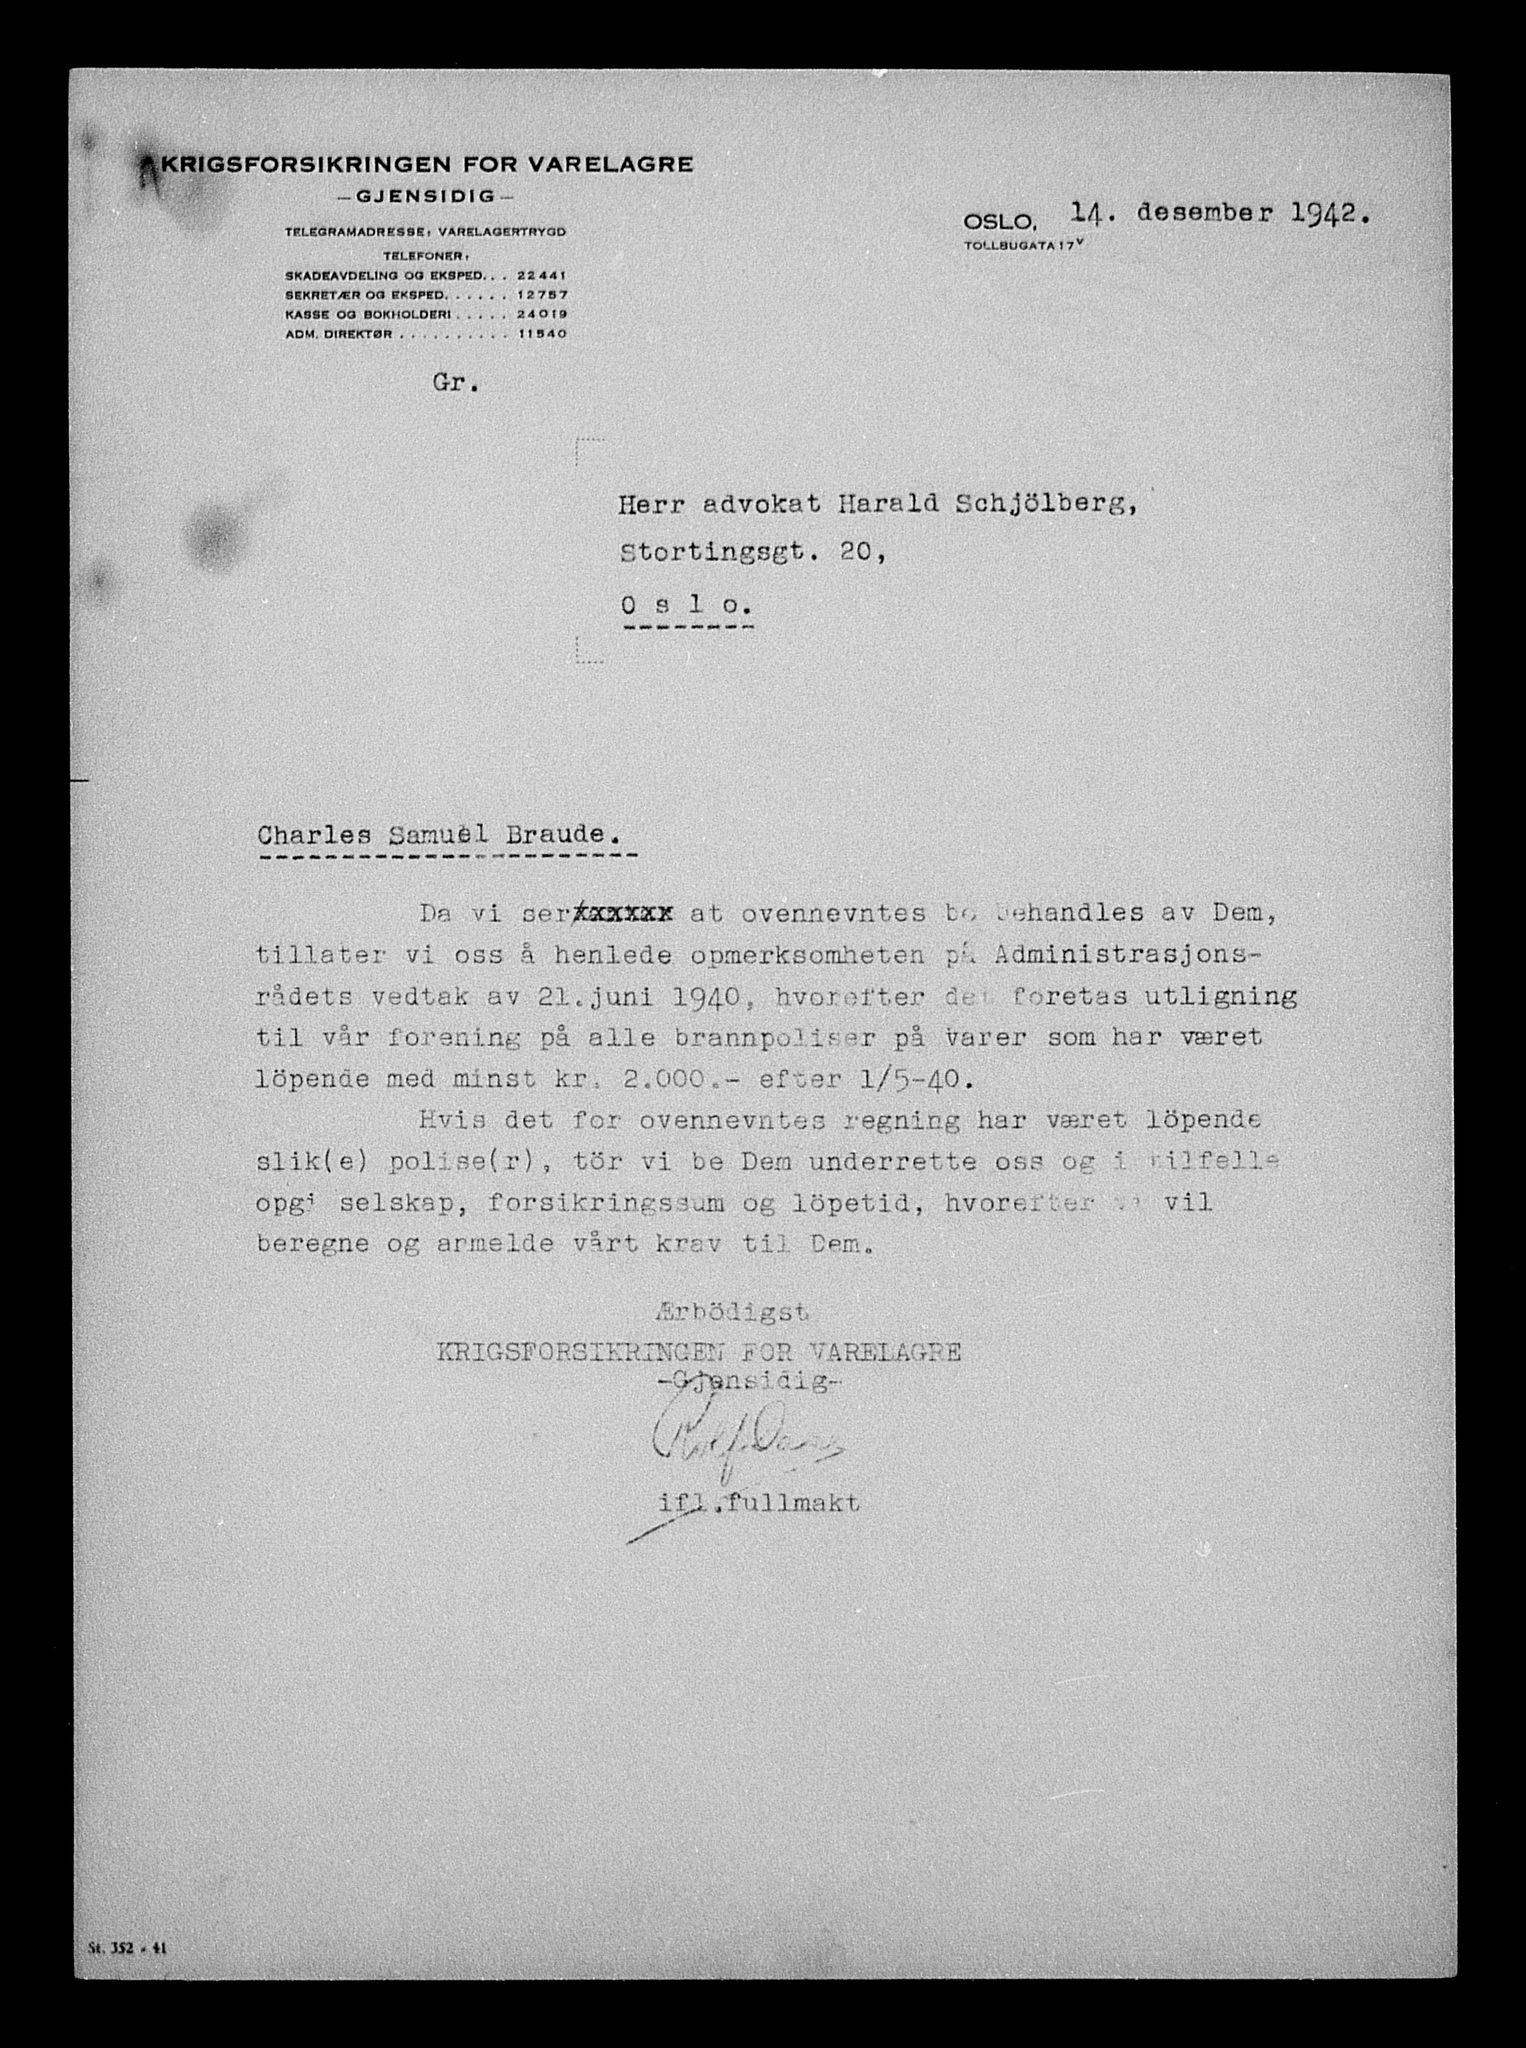 KRIGSFORSIKRINGEN FOR VARELAGRE
—GJENSIDIG—
TELEGRAMADRESSE: VARELAGERTRYGD
TELEFONER:
SKADEAVDELING OG EKSPED... 22441
SEKRETÆR OG EKSPED...... 12757
KASSE OG BOKHOLDERI..... 24019
ADM. DIREKTØR.......... 11540
OSLO, 14. desember 1942.
TOLLBUGATA 17V
Gr.
Herr advokat Harald Schjölberg,
Stortingsgt. 20,
O s l o.
Charles Samuel Braude.
Da vi ser/xxxxxx at ovennevntes bo behandles av Dem,
tillater vi oss å henlede opmerksomheten på Administrasjons-
rådets vedtak av 21.juni 1940, hvorefter det foretas utligning
til vår forening på alle brannpoliser på varer som har været
löpende med minst kr. 2.000.- efter 1/5-40.
Hvis det for ovennevntes regning har været löpende
slik(e) polise(r), tör vi be Dem underrette oss og i tilfelle
opgi selskap, forsikringssum og löpetid, hvorefter vi vil
beregne og anmelde vårt krav til Dem.
Ærbödigst
KRIGSFORSIKRINGEN FOR VARELAGRE
-Gjensidig-
Rolf
ifl.fullmakt
St. 352 - 41